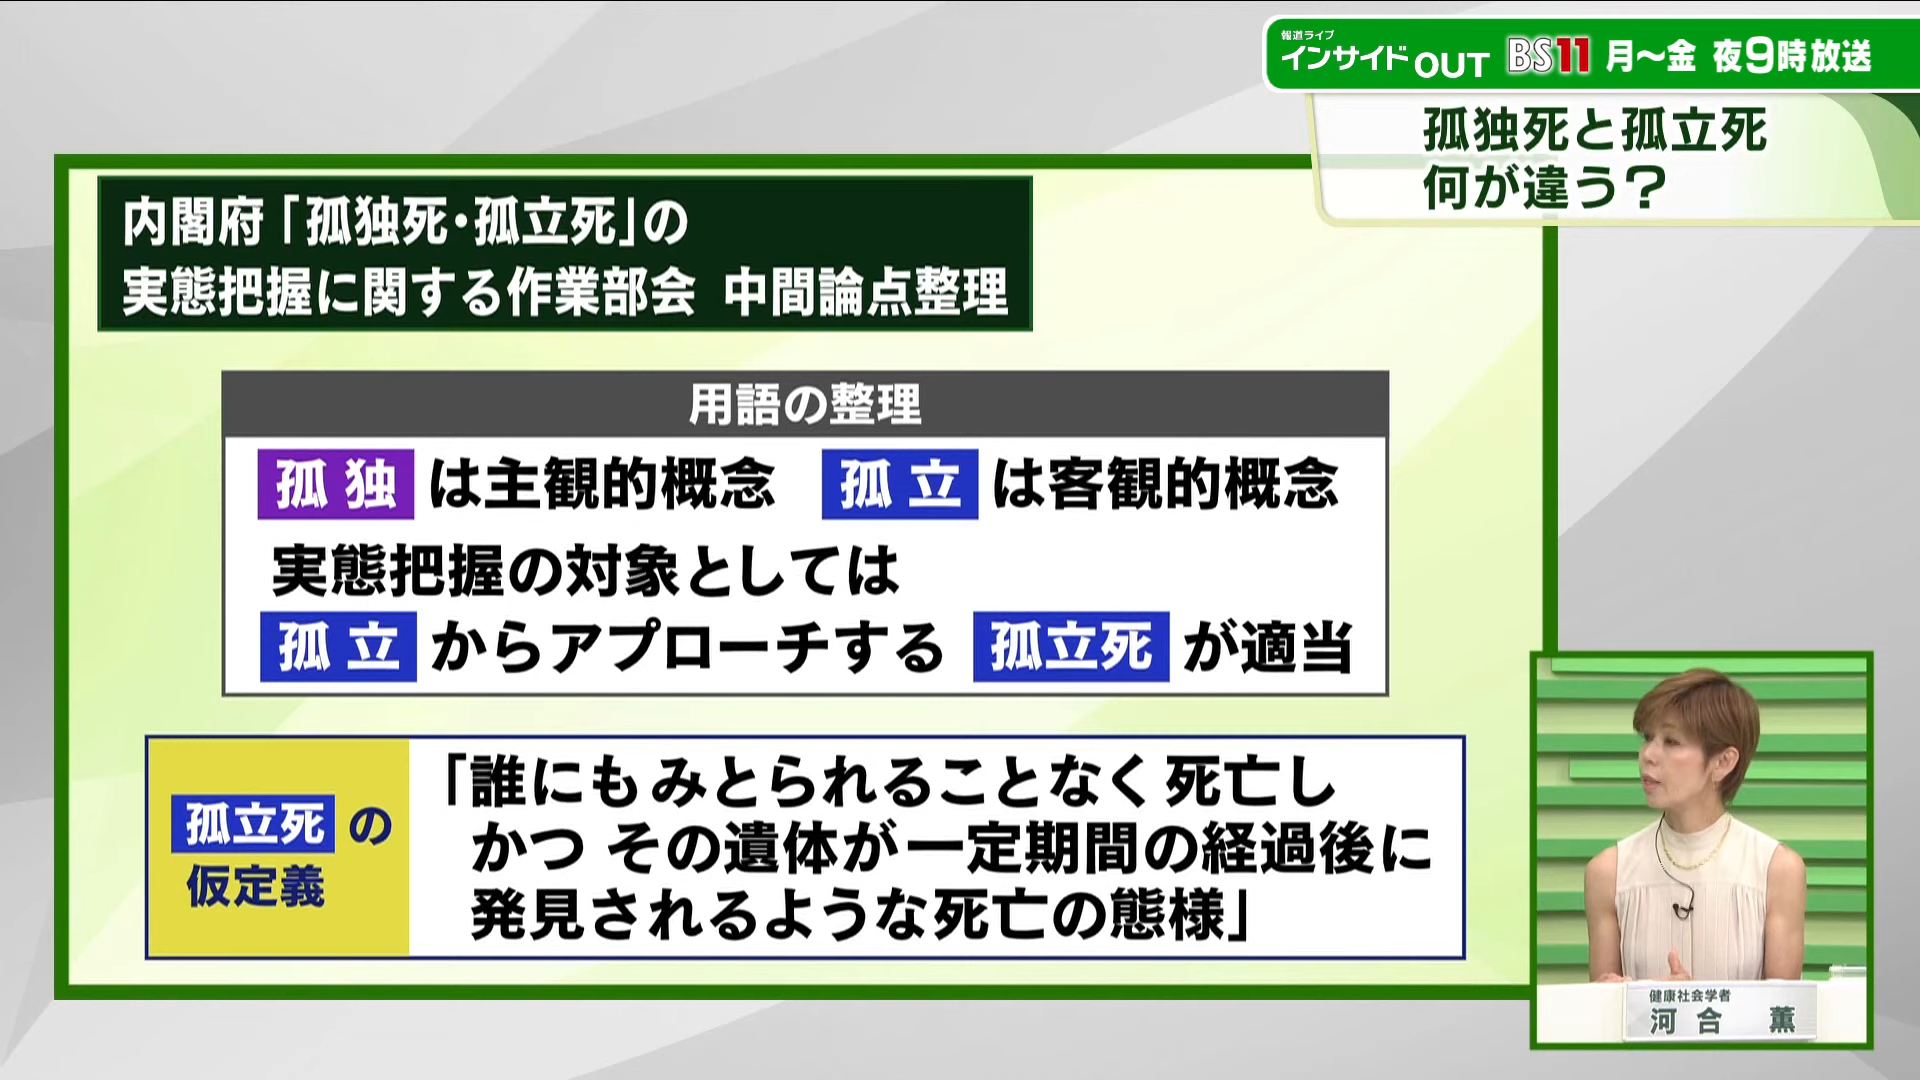 報道ライブ
インサイドOUT BS11 月～金 夜9時放送
孤独死と孤立死
何が違う？
内閣府「孤独死・孤立死」の
実態把握に関する作業部会 中間論点整理
用語の整理
孤独 は主観的概念 孤立 は客観的概念
実態把握の対象としては
孤立 からアプローチする 孤立死 が適当
孤立死 の
仮定義
「誰にもみとられることなく死亡し
かつ その遺体が一定期間の経過後に
発見されるような死亡の態様」
健康社会学者
河合 薫